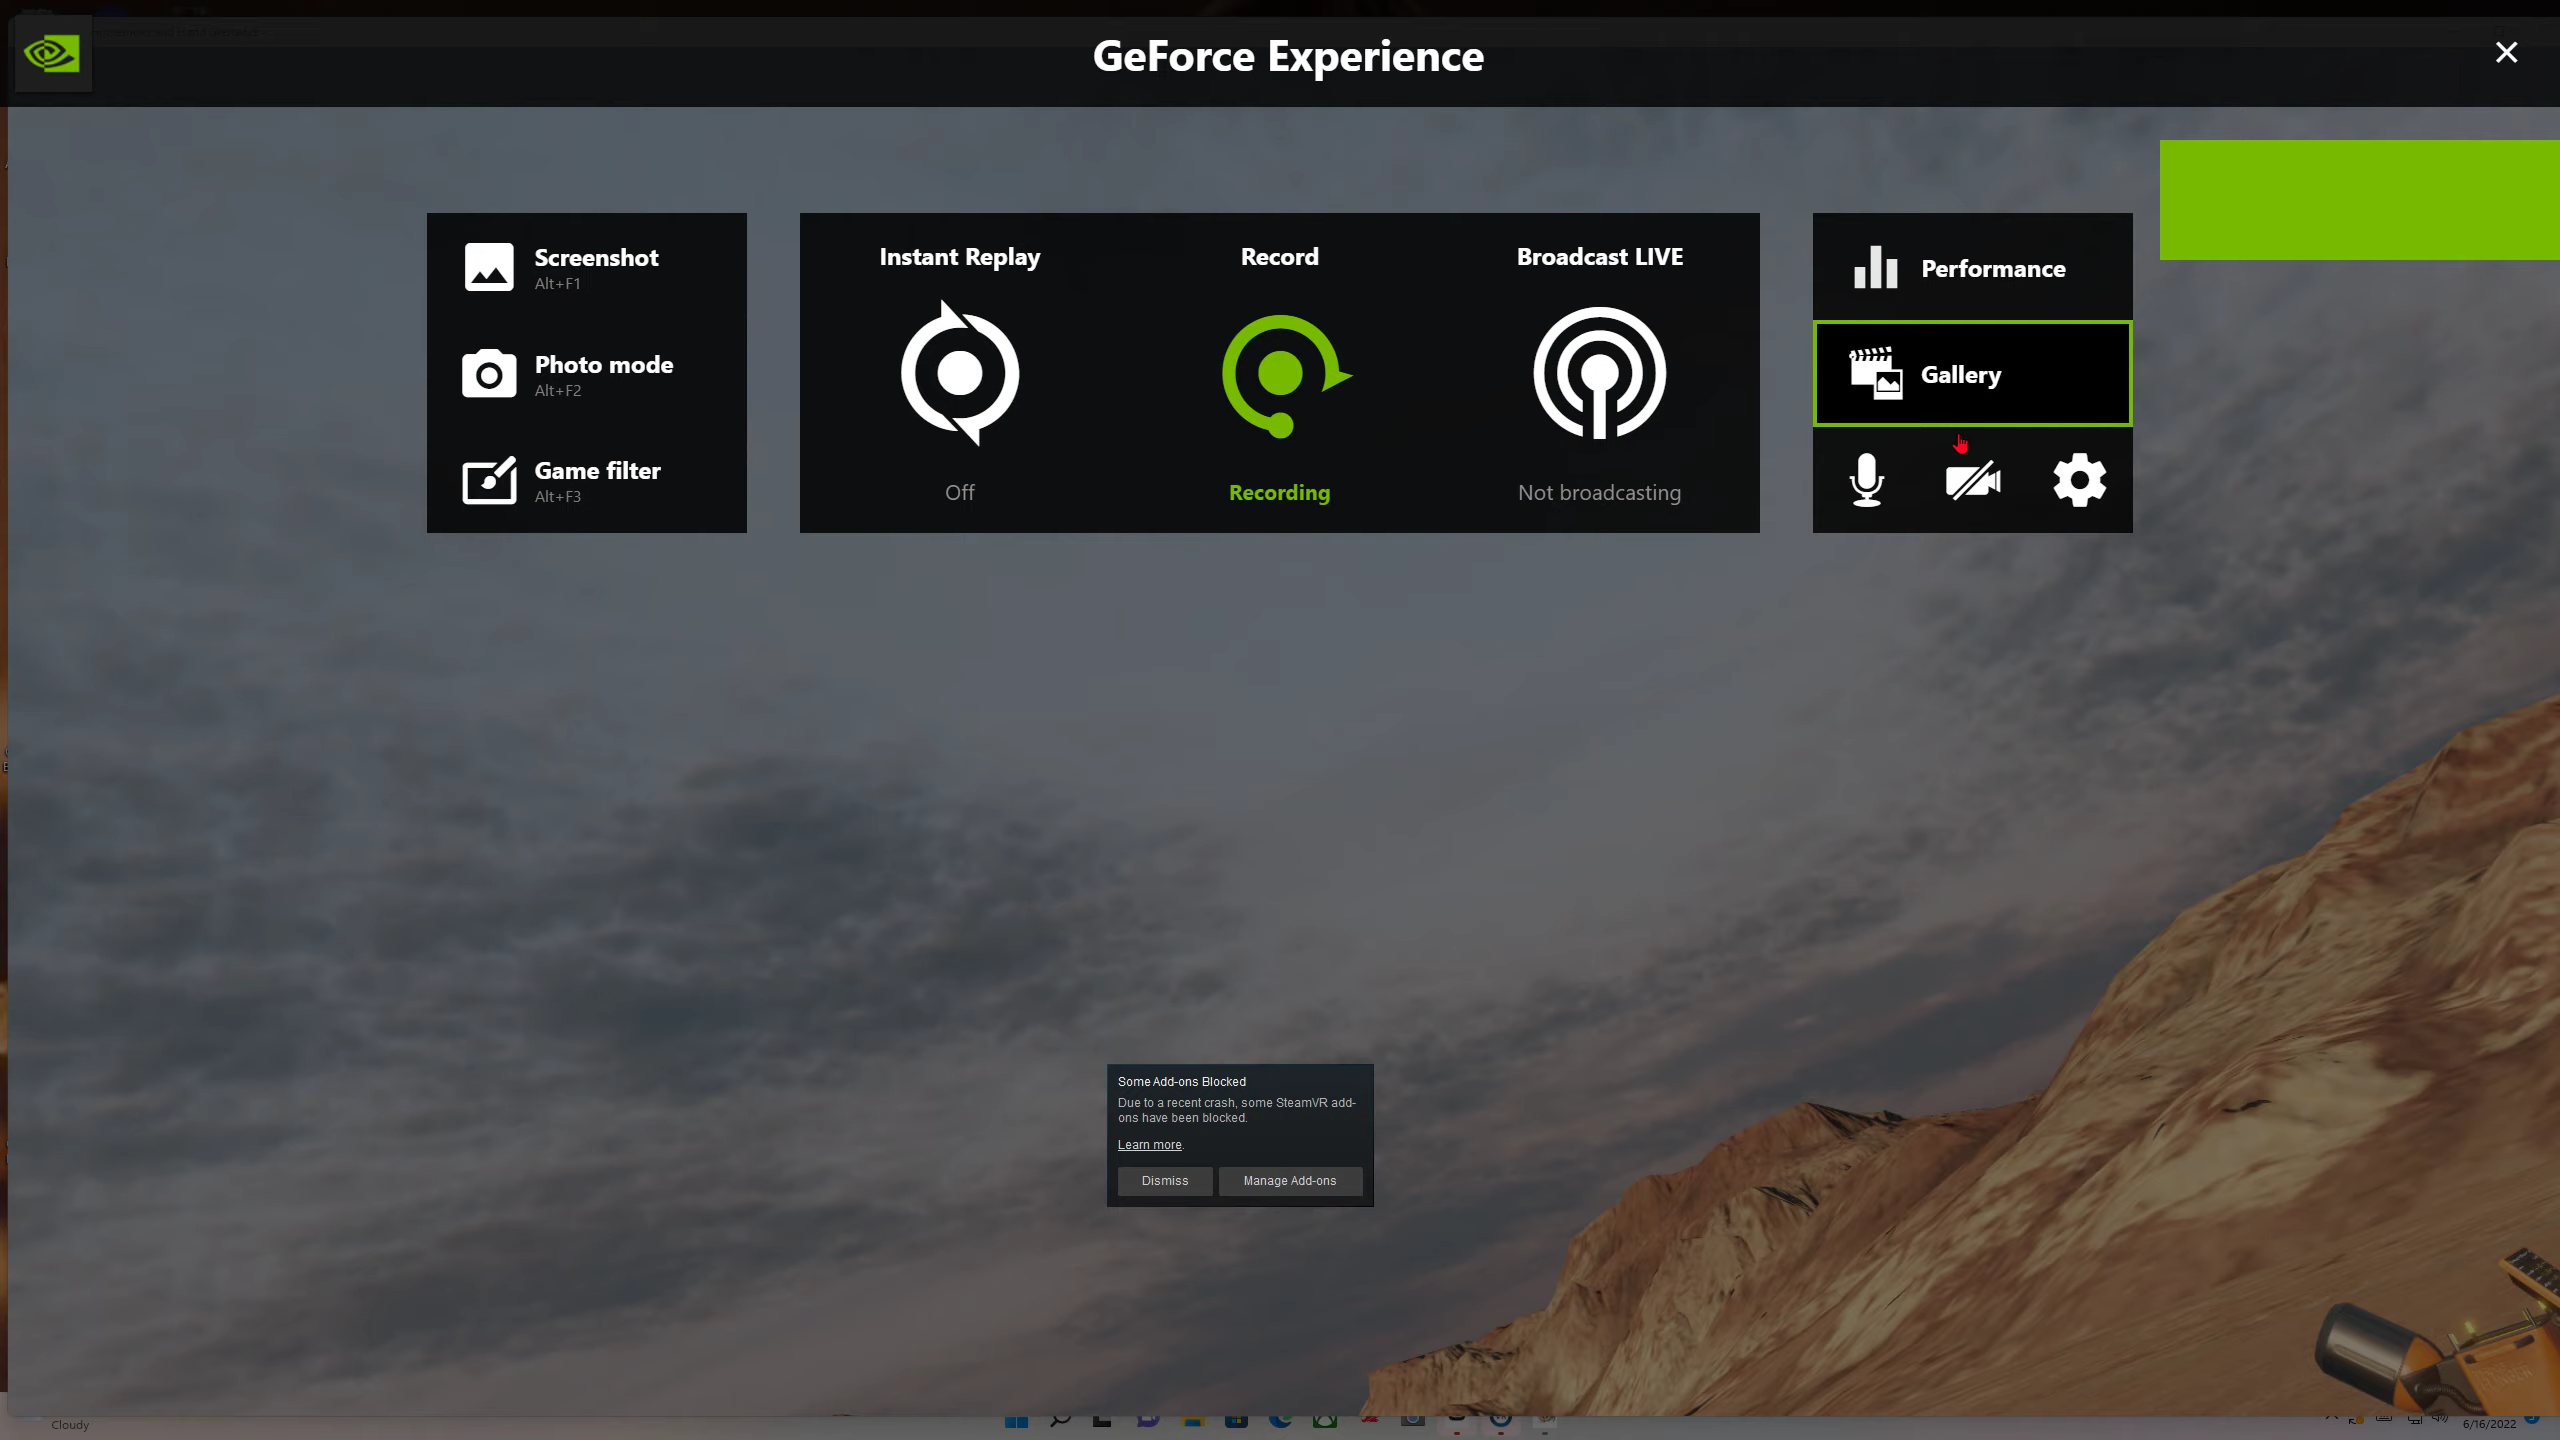 GeForce Experience
Screenshot
Alt+F1
Photo mode
Alt+F2
Game filter
Alt+F3
Instant Replay
Off
Record
Recording
Broadcast LIVE
Not broadcasting
Performance
Gallery
Some Add-ons Blocked
Due to a recent crash, some SteamVR add-
ons have been blocked.
Learn more.
Dismiss
Manage Add-ons
Cloudy
6/16/2022